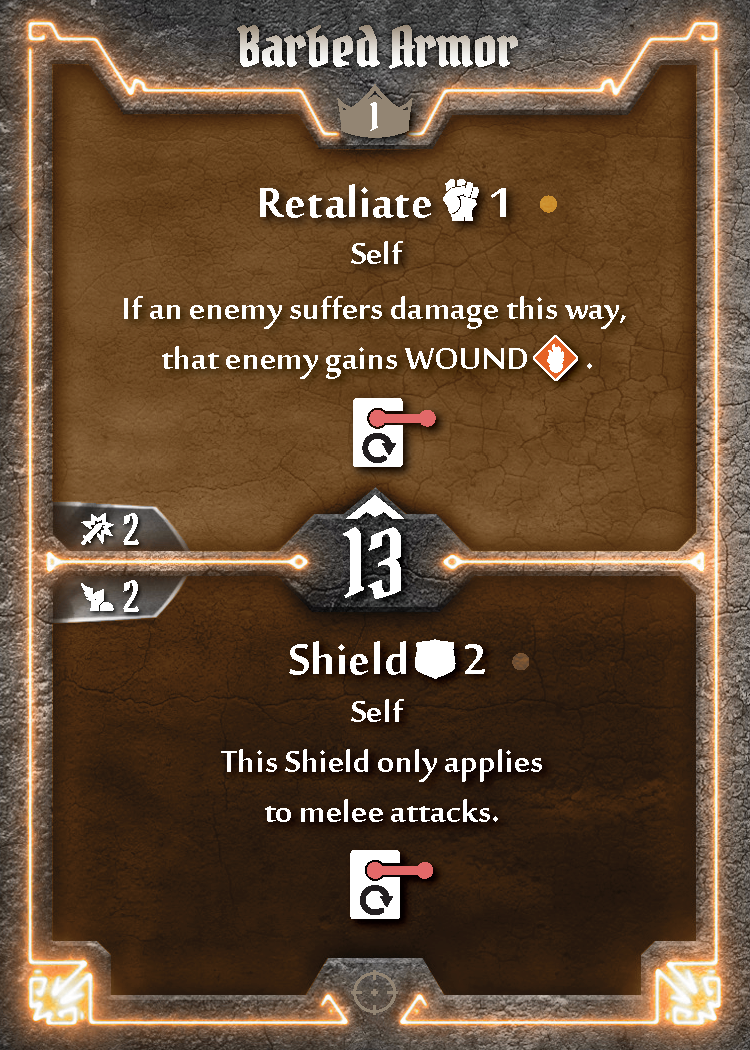 Barbed Armor
1
Retaliate 1
Self
If an enemy suffers damage this way,
that enemy gains WOUND .
2
13
2
Shield 2
Self
This Shield only applies
to melee attacks.